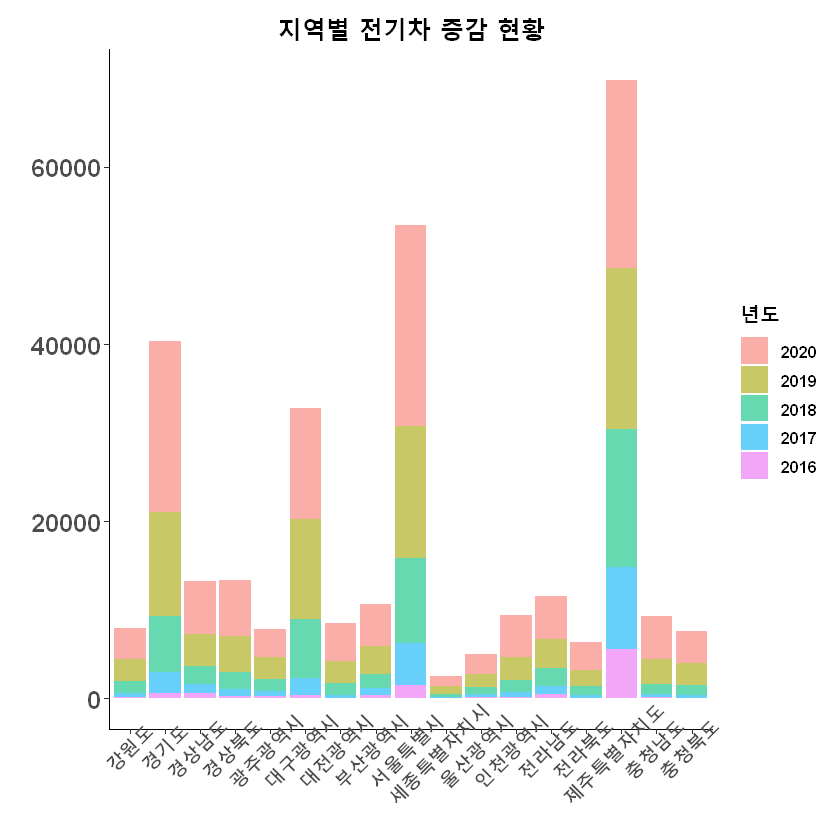 지역별 전기차 증감 현황
60000
40000
20000
0
년도
2020
2019
2018
2017
2016
강원도
경기도
경상남도
경상북도
광주광역시
대구광역시
대전광역시
부산광역시
서울특별시
세종특별자치시
울산광역시
인천광역시
전라남도
전라북도
제주특별자치도
충청남도
충청북도